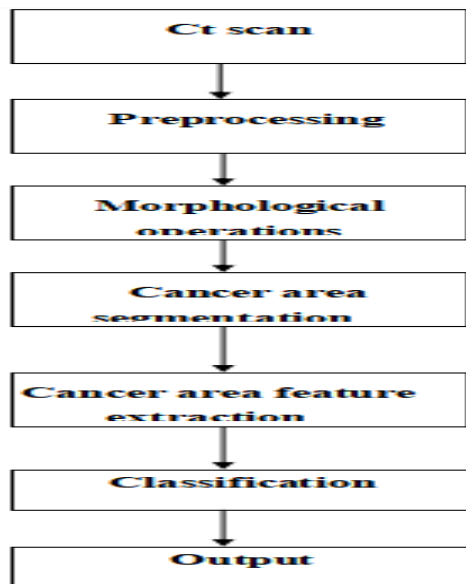 Ct scan
Preprocessing
Morphological
operations
Cancer area
segmentation
Cancer area feature
extraction
Classification
Output